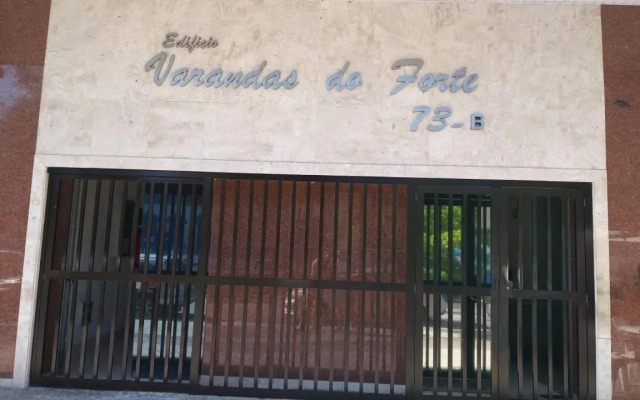 Edifício
Varandas do Forte
73-B